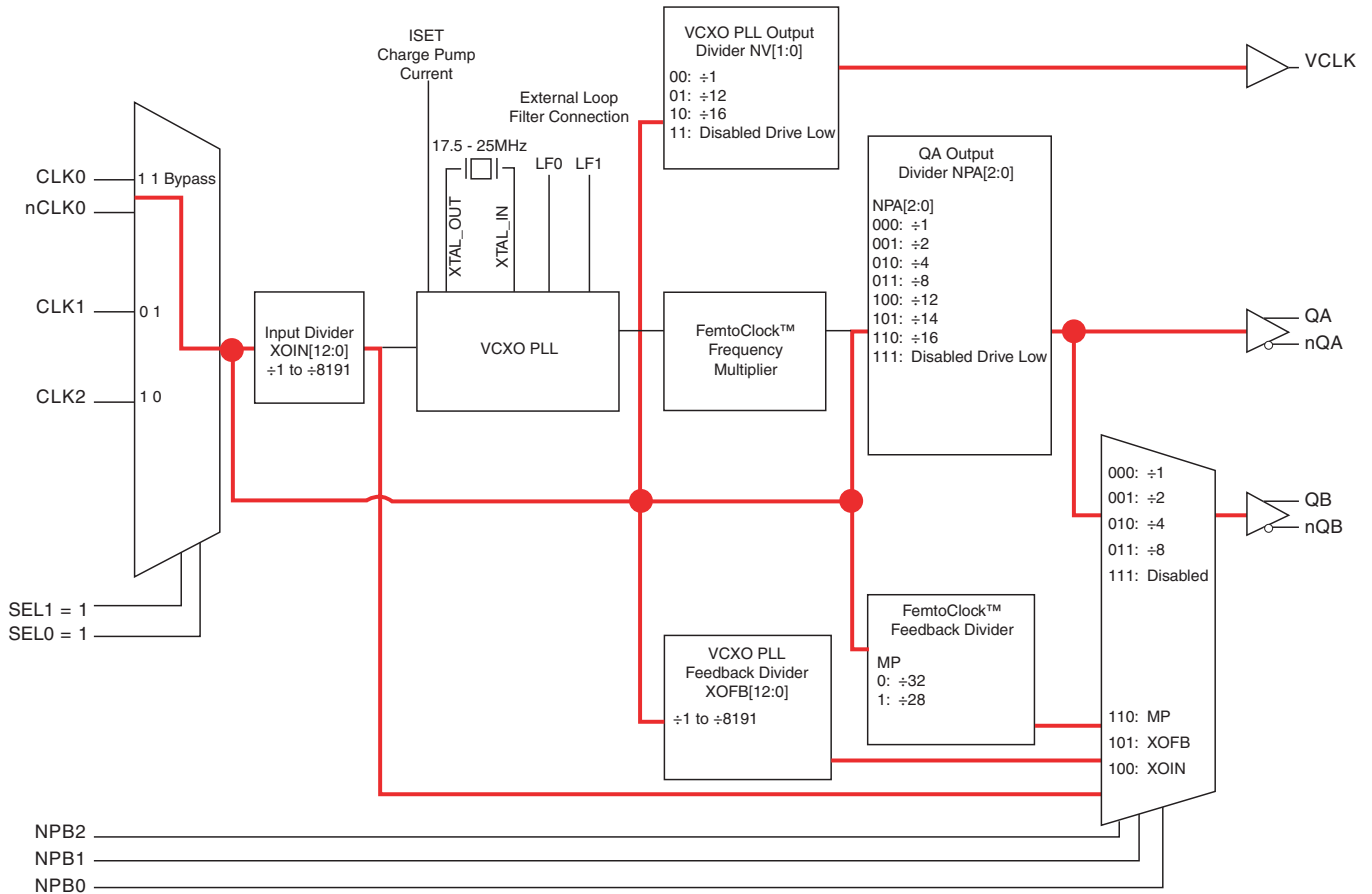 ISET
Charge Pump
Current
External Loop
Filter Connection
17.5 - 25MHz
LF0
LF1
XTAL_OUT
XTAL_IN
VCXO PLL Output
Divider NV[1:0]
00: ÷1
01: ÷12
10: ÷16
11: Disabled Drive Low
VCLK
CLK0
nCLK0
1 1 Bypass
CLK1
0 1
CLK2
1 0
Input Divider
XOIN[12:0]
÷1 to ÷8191
VCXO PLL
FemtoClock™
Frequency
Multiplier
QA Output
Divider NPA[2:0]
NPA[2:0]
000: ÷1
001: ÷2
010: ÷4
011: ÷8
100: ÷12
101: ÷14
110: ÷16
111: Disabled Drive Low
QA
nQA
000: ÷1
001: ÷2
010: ÷4
011: ÷8
111: Disabled
110: MP
101: XOFB
100: XOIN
QB
nQB
SEL1 = 1
SEL0 = 1
VCXO PLL
Feedback Divider
XOFB[12:0]
÷1 to ÷8191
FemtoClock™
Feedback Divider
MP
0: ÷32
1: ÷28
NPB2
NPB1
NPB0